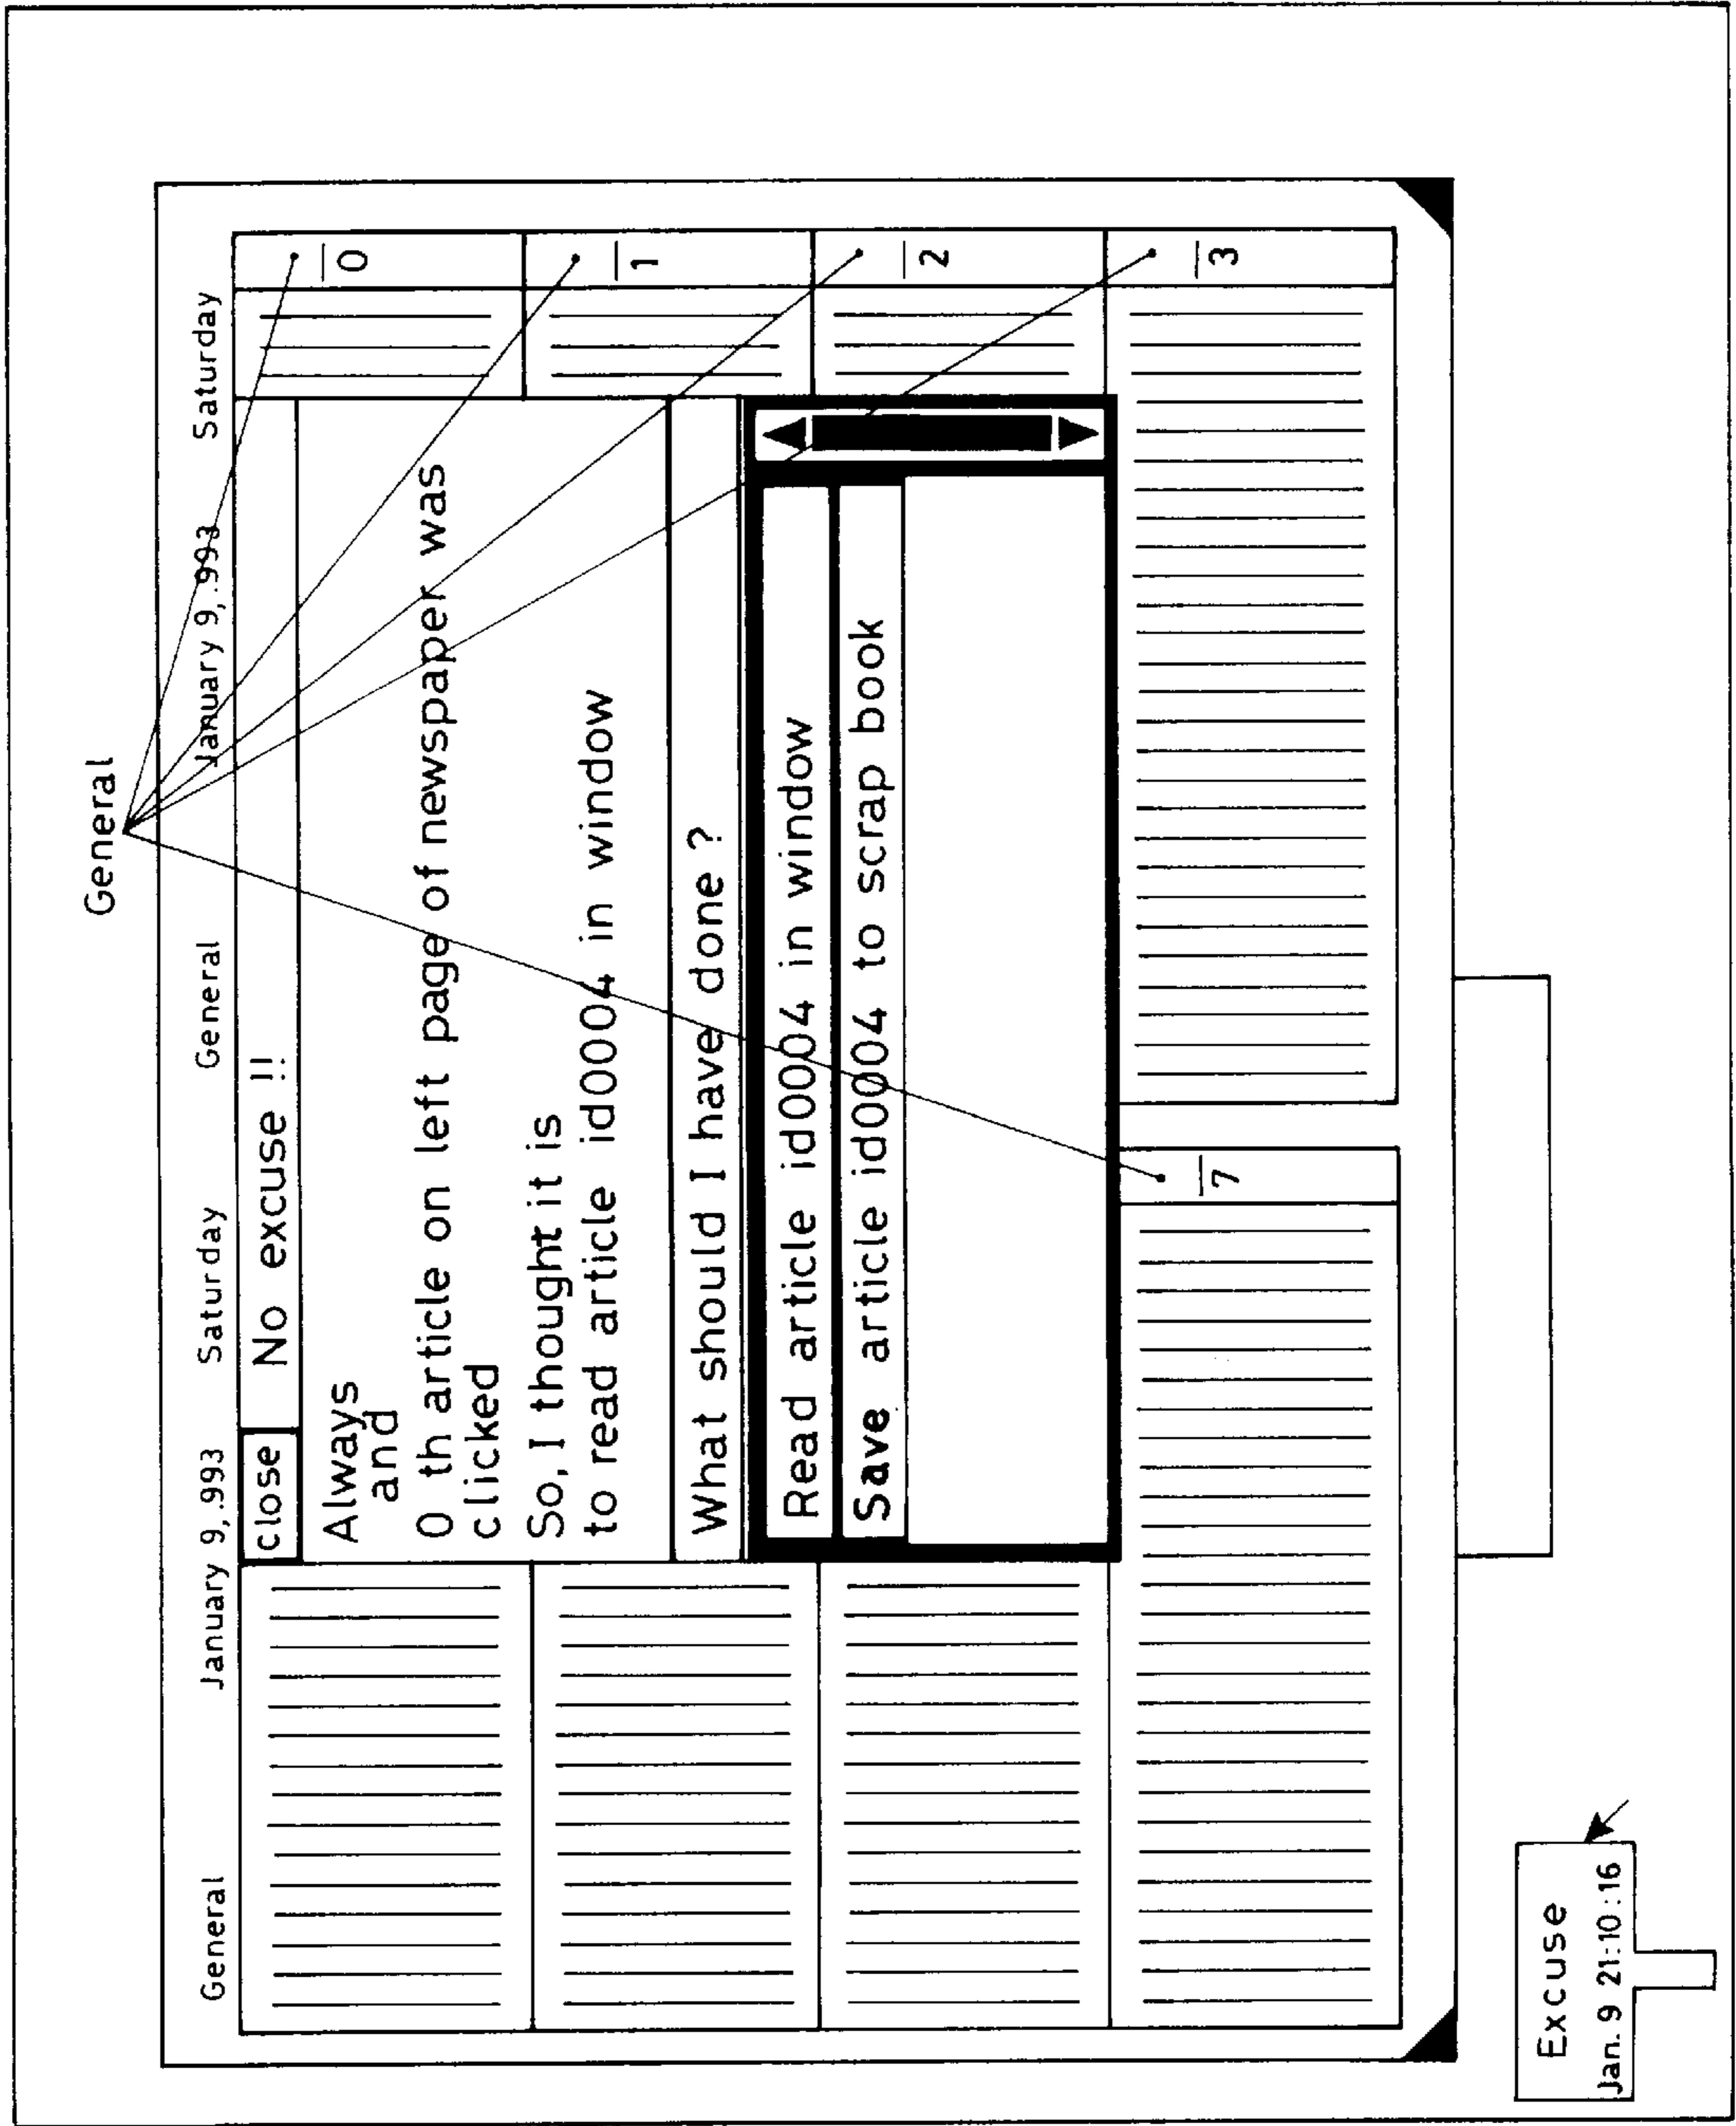 General
General January 9,.993 Saturday General January 9,.993 Saturday
close No excuse !!
Always
and
0 th article on left page of newspaper was
clicked
So, I thought it is
to read article id0004 in window
What should I have done ?
Read article id0004 in window
Save article id0004 to scrap book
0
1
2
3
7
Excuse
Jan. 9 21:10:16